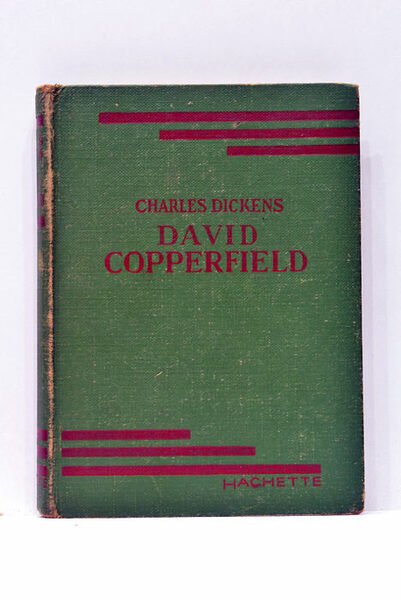 CHARLES DICKENS
DAVID
COPPERFIELD
HACHETTE